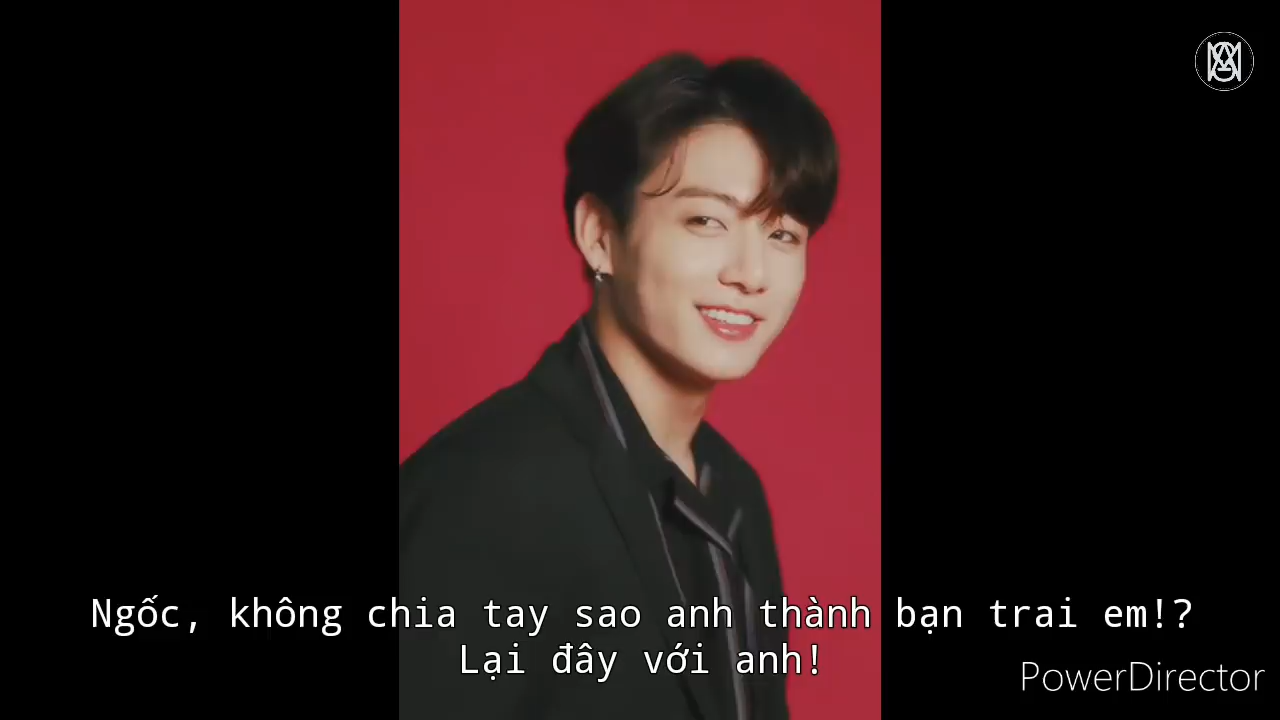 Ngốc, không chia tay sao anh thành bạn trai em!?
Lại đây với anh!
PowerDirector